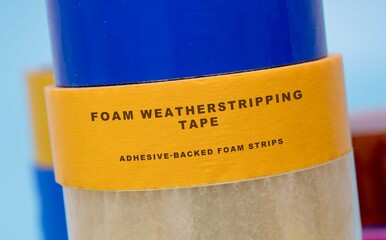 FOAM WEATHERSTRIPPING
TAPE
ADHESIVE-BACKED FOAM STRIPS